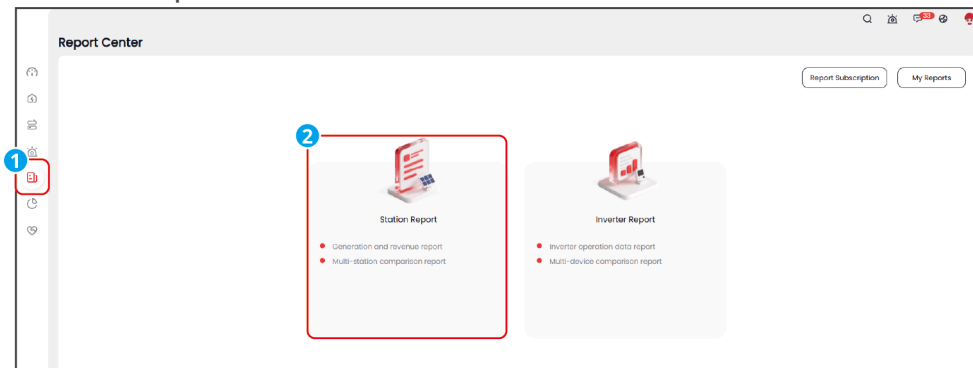 33
Report Center
Report Subscription
My Reports
1
2
Station Report
Generation and revenue report
Multi-station comparison report
Inverter Report
Inverter operation data report
Multi-device comparison report